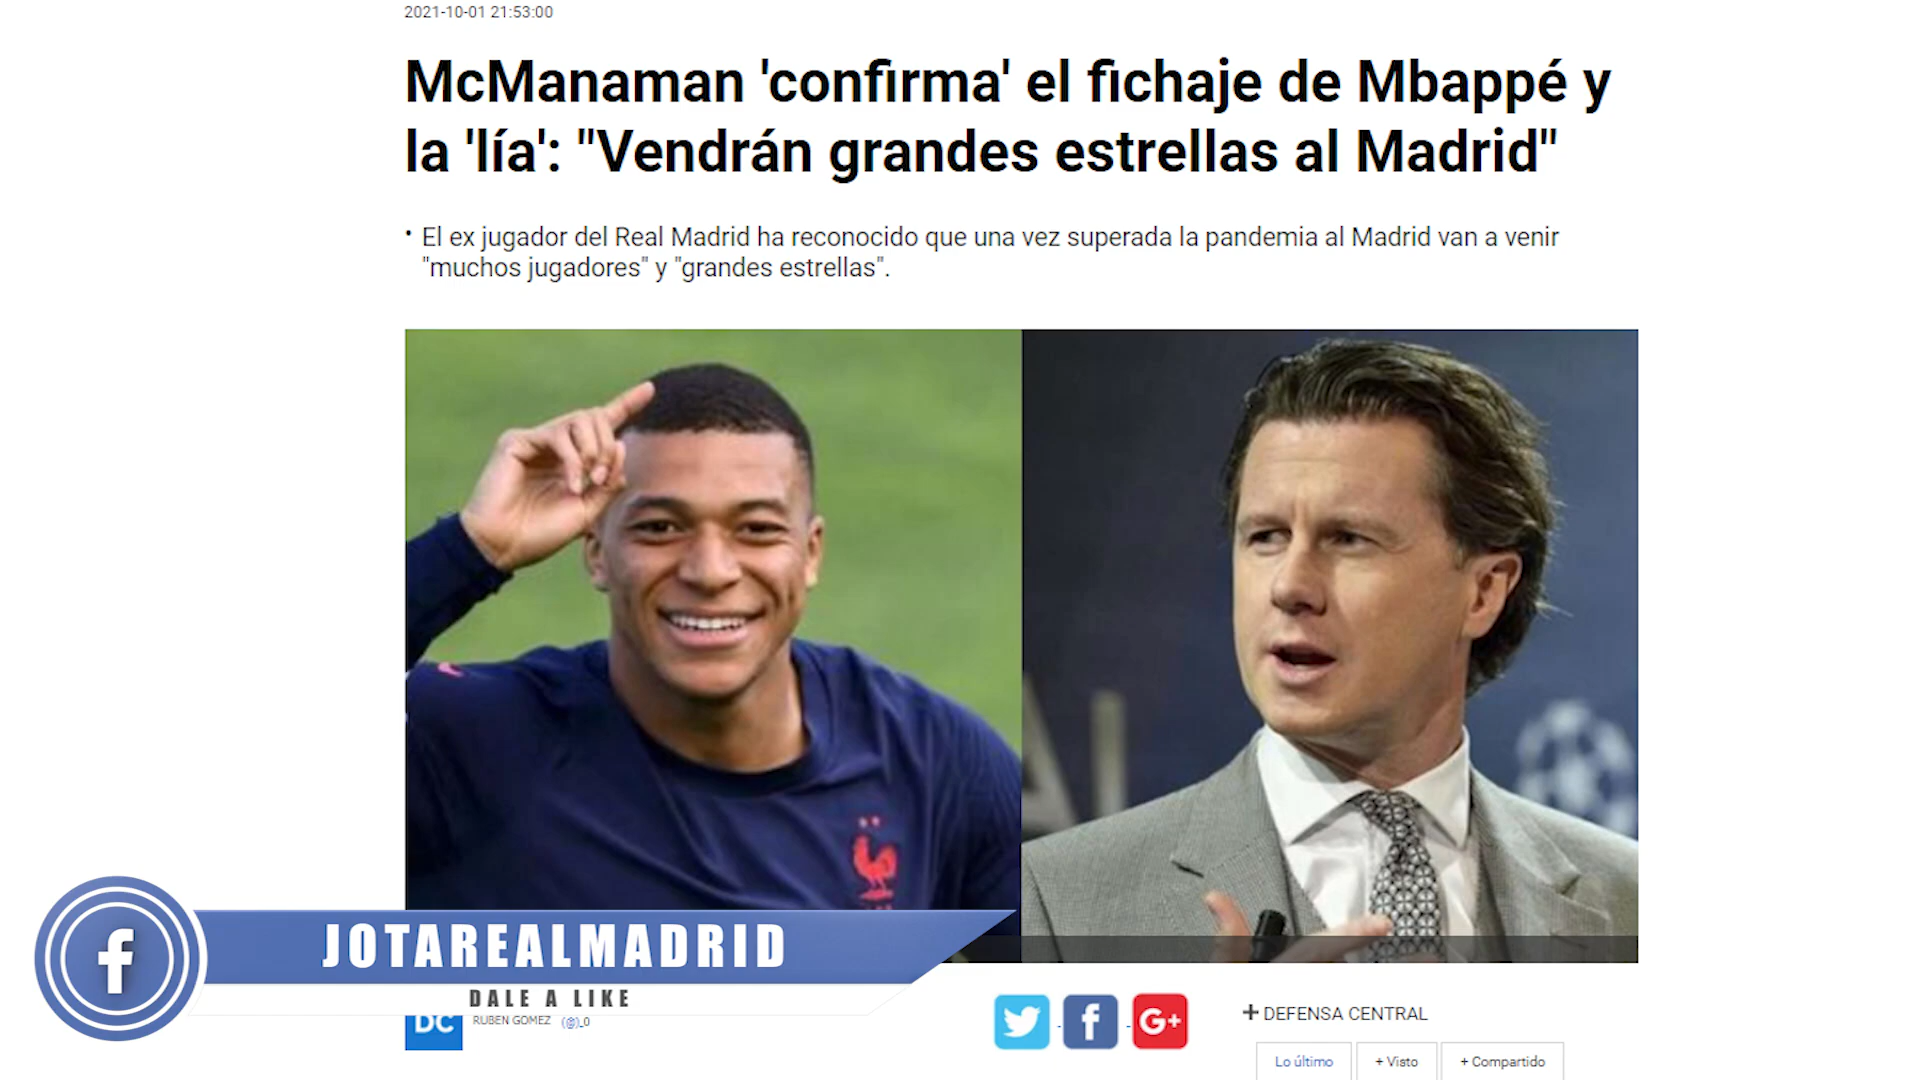 2021-10-01 21:53:00
McManaman 'confirma' el fichaje de Mbappé y
la 'lía': "Vendrán grandes estrellas al Madrid"
• El ex jugador del Real Madrid ha reconocido que una vez superada la pandemia al Madrid van a venir
"muchos jugadores" y "grandes estrellas".
f
JOTAREALMADRID
DALE A LIKE
DC
RUBEN GOMEZ (@)_0
f
G+
+ DEFENSA CENTRAL
Lo último
+ Visto
+ Compartido